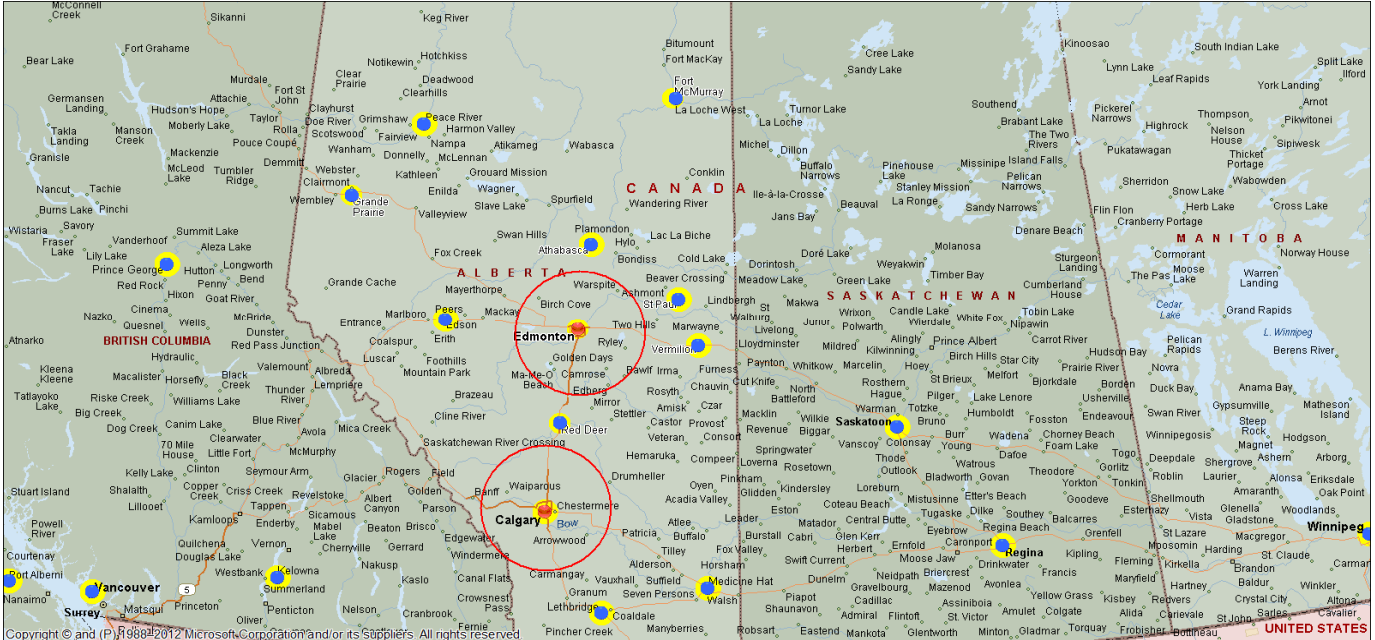 McConnell
Creek
Sikanni
Keg River
Kinoosao
Bear Lake
Fort Grahame
Hotchkiss
Notikewin
Bitumount
Fort MacKay
Cree Lake
Sandy Lake
South Indian Lake
Lynn Lake
Leaf Rapids
Split Lake
Ilford
Murdale
Clear
Prairie
Deadwood
Clearhills
Fort
McMurray
York Landing
Germansen
Landing
Attachie
Fort St
John
Hudson's Hope
Clayhurst
Grimshaw
Peace River
La Loche West
Turnor Lake
Southend
Pickerel
Narrows
Arnot
Thompson
Pikwitonei
Takla
Landing
Manson
Creek
Moberly Lake
Taylor
Rolla
Doe River
Scotswood
Fairview
Harmon Valley
La Loche
Brabant Lake
Highrock
Nelson
House
Sipiwesk
The Two
Rivers
Pouce Coupé
Wanham
Nampa
Atikameg
Wabasca
Michel
Dillon
Pukatawagan
Granisle
Mackenzie
Donnelly
McLennan
Buffalo
Narrows
Pinehouse
Lake
Missinipe
Island Falls
Thicket
Portage
McLeod
Lake
Tumbler
Ridge
Demmitt
Webster
Kathleen
Grouard Mission
Conklin
Pelican
Narrows
Sherridon
Wabowden
Nancut
Tachie
Clairmont
Enilda
Wagner
CANADA
Ile-à-la-Crosse
Stanley Mission
La Ronge
Snow Lake
Wembley
Grande
Prairie
Slave Lake
Spurfield
Wandering River
Beauval
Sandy Narrows
Herb Lake
Cross Lake
Burns Lake
Pinchi
Valleyview
Jans Bay
Flin Flon
Cranberry Portage
Wistaria
Savory
Summit Lake
Swan Hills
Plamondon
Lac La Biche
Denare Beach
MANITOBA
Fraser
Lake
Vanderhoof
Aleza Lake
Fox Creek
Athabasca
Hylo
Molanosa
Norway House
Lily Lake
Bondiss
Cold Lake
Doré Lake
Sturgeon
Landing
Cormorant
Prince George
Hutton
Longworth
ALBERTA
Dorintosh
Weyakwin
Timber Bay
The Pas
Moose
Lake
Warren
Landing
Red Rock
Penny
Bend
Grande Cache
Warspite
Beaver Crossing
Meadow Lake
Green Lake
Cumberland
House
Hixon
Goat River
Mayerthorpe
Ashmont
SASKATCHEWAN
Cedar
Lake
Grand Rapids
Nazko
Cinema
McBride
Marlboro
Peers
Mackay
Birch Cove
St Paul
Lindbergh
St
Walburg
Makwa
Wrixon
Candle Lake
Tobin Lake
Quesnel
Wells
Entrance
Edson
Two Hills
Marwayne
Junior
Polwarth
Weirdale
White Fox
Nipawin
L. Winnipeg
Atnarko
BRITISH COLUMBIA
Dunster
Red Pass Junction
Coalspur
Erith
Edmonton
Ryley
Vermilion
Livelong
Lloydminster
Mildred
Kilwinning
Alingly
Prince Albert
Carrot River
Pelican
Rapids
Berens River
Hydraulic
Luscar
Foothills
Mountain Park
Golden Days
Birch Hills
Star City
Hudson Bay
Kleena
Kleene
Macalister
Horsefly
Black
Creek
Valemount
Albreda
Lempriere
Ma-Me-O
Beach
Camrose
Bawlf
Irma
Furness
Paynton
Whitkow
Marcelin
Hoey
Melfort
Prairie River
Novra
Tatlayoko
Lake
Riske Creek
Williams Lake
Thunder
River
Brazeau
Edberg
Rosyth
Chauvin
Cut Knife
North
Battleford
Rosthern
Hague
St Brieux
Bjorkdale
Borden
Duck Bay
Anama Bay
Big Creek
Mirror
Amisk
Czar
Pilger
Lake Lenore
Usherville
Gypsumville
Matheson
Island
Dog Creek
Canim Lake
Blue River
Cline River
Stettler
Castor
Provost
Macklin
Wilkie
Warman
Totzke
Humboldt
Endeavour
Swan River
70 Mile
House
Clearwater
Avola
Mica Creek
Red Deer
Veteran
Consort
Revenue
Biggar
Saskatoon
Bruno
Fosston
Steep
Rock
Little Fort
Saskatchewan River Crossing
Vanscoy
Colonsay
Burr
Wadena
Chorney Beach
Winnipegosis
Hodgson
McMurphy
Hemaruka
Compeer
Springwater
Young
Foam Lake
Magnet
Kelly Lake
Clinton
Seymour Arm
Glacier
Rogers
Field
Loverna
Rosetown
Thode
Outlook
Watrous
Dafoe
Togo
Deepdale
Shergrove
Ashern
Arborg
Stuart Island
Shalalth
Copper
Creek
Criss Creek
Revelstoke
Albert
Canyon
Golden
Banff
Waiparous
Drumheller
Oyen
Pinkham
Kindersley
Loreburn
Bladworth
Govan
Theodore
Gorlitz
Yorkton
Tonkin
Roblin
Laurier
Alonsa
Eriksdale
Lillooet
Tappen
Parson
Chestermere
Acadia Valley
Glidden
Coteau Beach
Mistusinne
Etter's Beach
Goodeve
Shellmouth
Amaranth
Oak Point
Powell
River
Kamloops
Enderby
Sicamous
Beaton
Brisco
Calgary
Bow
Atlee
Leader
Eston
Matador
Central Butte
Tugaske
Dilke
Southey
Balcarres
Esterhazy
Vista
Glenella
Woodlands
Mabel
Lake
Edgewater
Patricia
Buffalo
Burstall
Cabri
Glen Kerr
Eyebrow
Regina Beach
Grenfell
Gladstone
Winnipeg
Quilchena
Vernon
Cherryville
Gerrard
Arrowwood
Tilley
Fox Valley
Herbert
Ernfold
Caronport
Regina
St Lazare
Macgregor
Courtenay
Douglas Lake
Windermere
Alderson
Horsham
Swift Current
Moose Jaw
Drinkwater
Kipling
Moosomin
Harding
St. Claude
Port Alberni
Westbank
Kelowna
Nakusp
Kaslo
Canal Flats
Carmangay
Vauxhall
Suffield
Medicine Hat
Dunelm
Neidpath
Briercrest
Francis
Fleming
Kirkella
Brandon
Carman
Vancouver
Summerland
Granum
Seven Persons
Walsh
Piapot
Gravelbourg
Mazenod
Avonlea
Maryfield
Hartney
Baldur
Winkler
Nanaimo
5
Princeton
Nelson
Crowsnest
Pass
Lethbridge
Shaunavon
Cadillac
Assiniboia
Yellow Grass
Kisbey
Redvers
Crystal City
Altona
Surrey
Matsqui
Penticton
Cranbrook
Coaldale
Admiral
Flintoft
St. Victor
Amulet
Colgate
Alida
Carievale
Sarles
Cavalier
Oliver
Fernie
Pincher Creek
Manyberries
Robsart
Eastend
Mankota
Glentworth
Minton
Gladmar
Torquay
Frobisher
Bottineau
St John
UNITED STATES
Copyright © and (P) 1988–2012 Microsoft Corporation and/or its suppliers. All rights reserved